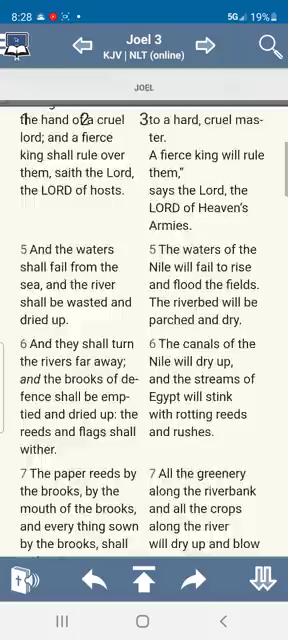 8:28
5G 19%
Joel 3
KJV | NLT (online)
JOEL
1 2 3
the hand of a cruel
lord; and a fierce
king shall rule over
them, saith the Lord,
the LORD of hosts.
to a hard, cruel mas-
ter.
A fierce king will rule
them,”
says the Lord, the
LORD of Heaven’s
Armies.
5 And the waters
shall fail from the
sea, and the river
shall be wasted and
dried up.
5 The waters of the
Nile will fail to rise
and flood the fields.
The riverbed will be
parched and dry.
6 And they shall turn
the rivers far away;
and the brooks of de-
fence shall be emp-
tied and dried up: the
reeds and flags shall
wither.
6 The canals of the
Nile will dry up,
and the streams of
Egypt will stink
with rotting reeds
and rushes.
7 The paper reeds by
the brooks, by the
mouth of the brooks,
and every thing sown
by the brooks, shall
7 All the greenery
along the riverbank
and all the crops
along the river
will dry up and blow